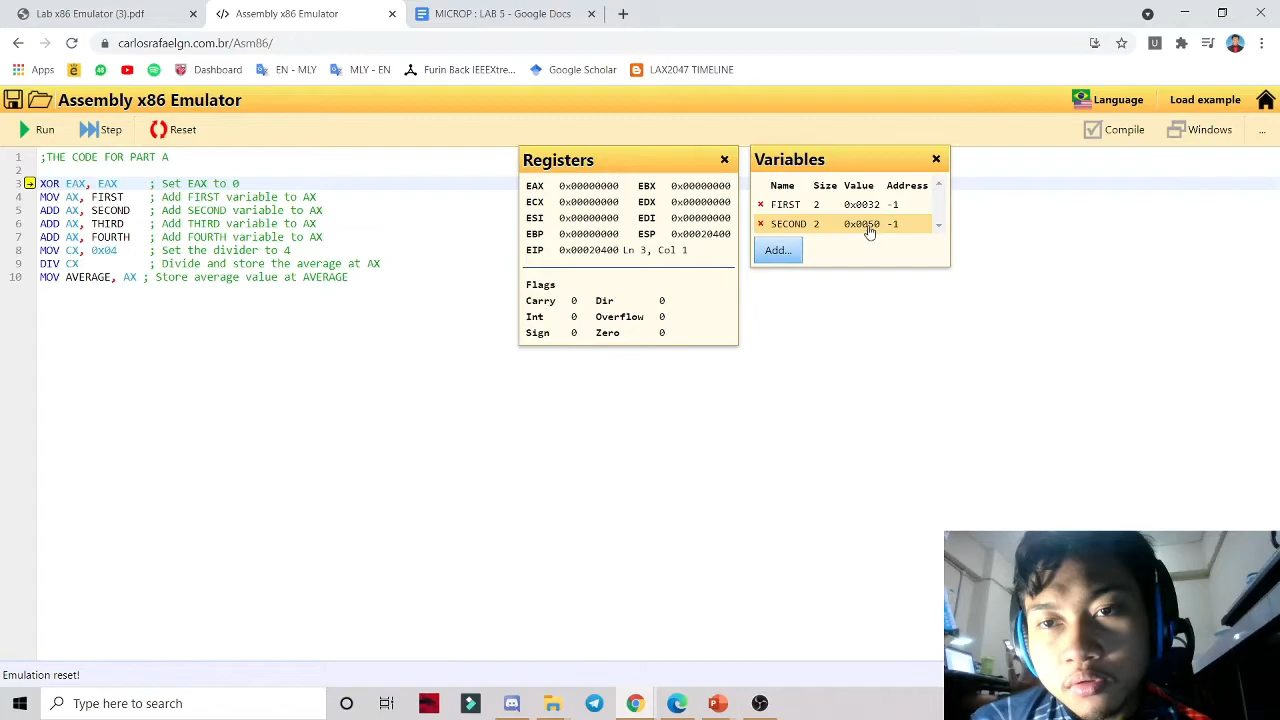 Lab x86 Emulator (3).pdf
Assembly x86 Emulator
MICROP : LAB 5 - Google Docs
carlosrafaelgn.com.br/Asm86/
Apps
Dashboard
EN - MLY
MLY - EN
Furin Back IEEEXtre...
Google Scholar
LAX2047 TIMELINE
Assembly x86 Emulator
Language
Load example
Run
Step
Reset
Compile
Windows
...
1 ;THE CODE FOR PART A
2
3 XOR EAX, EAX ; Set EAX to 0
4 MOV AX, FIRST ; Add FIRST variable to AX
5 ADD AX, SECOND ; Add SECOND variable to AX
6 ADD AX, THIRD ; Add THIRD variable to AX
7 ADD AX, FOURTH ; Add FOURTH variable to AX
8 MOV CX, 0x04 ; Set the divider to 4
9 DIV CX ; Divide and store the average at AX
10 MOV AVERAGE, AX ; Store average value at AVERAGE
Registers
EAX 0x00000000 EBX 0x00000000
ECX 0x00000000 EDX 0x00000000
ESI 0x00000000 EDI 0x00000000
EBP 0x00000000 ESP 0x00020400
EIP 0x00020400 Ln 3, Col 1
Flags
Carry 0 Dir 0
Int 0 Overflow 0
Sign 0 Zero 0
Variables
Name Size Value Address
FIRST 2 0x0032 -1
SECOND 2 0x0050 -1
Add...
Emulation reset!
Type here to search